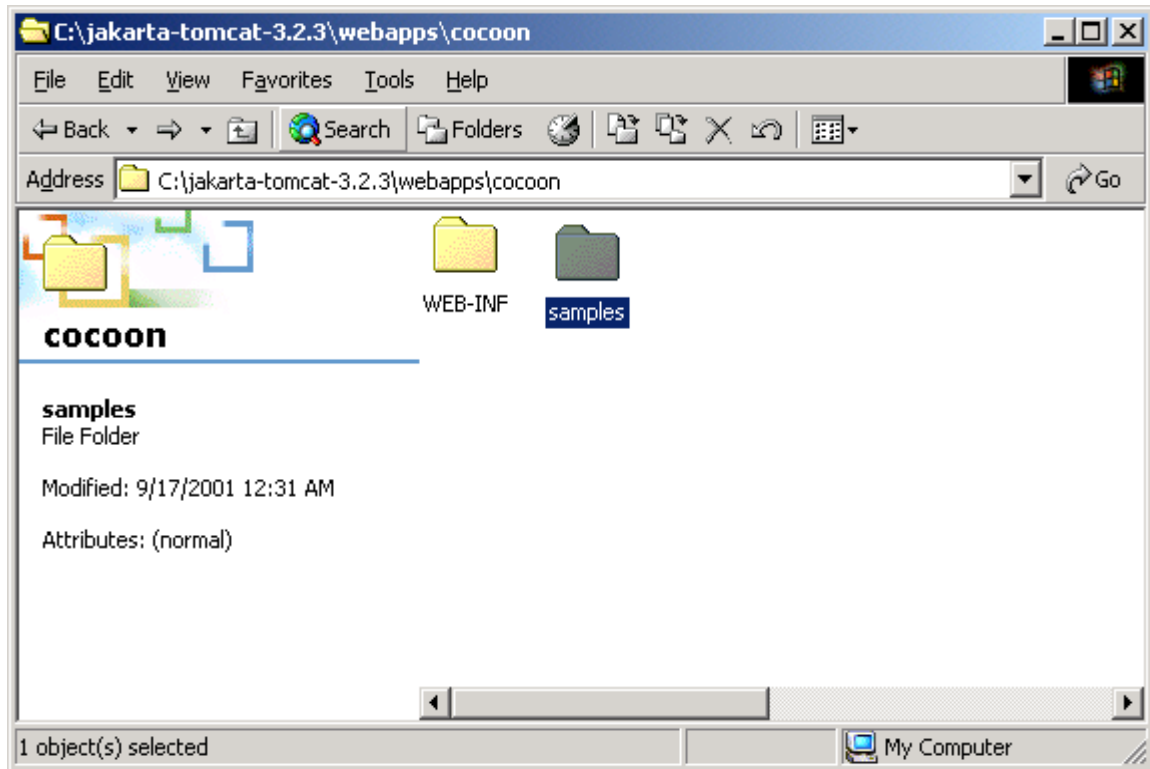 C:\jakarta-tomcat-3.2.3\webapps\cocoon
File Edit View Favorites Tools Help
Back Search Folders
Address C:\jakarta-tomcat-3.2.3\webapps\cocoon Go
WEB-INF samples
cocoon
samples
File Folder
Modified: 9/17/2001 12:31 AM
Attributes: (normal)
1 object(s) selected My Computer